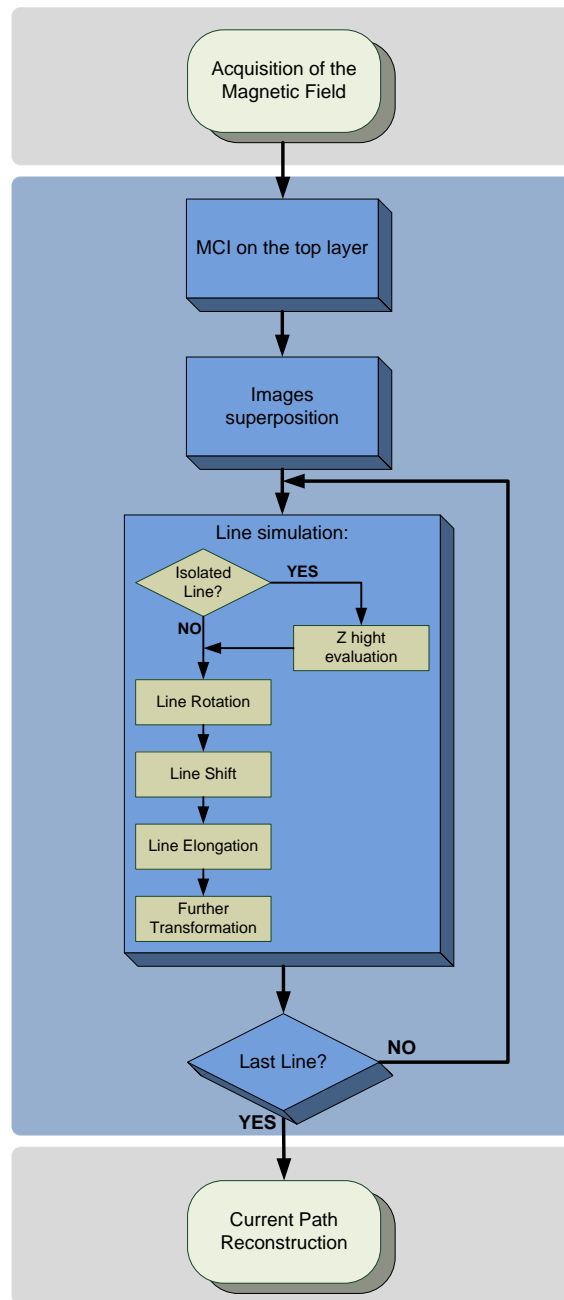 Acquisition of the
Magnetic Field
MCI on the top layer
Images
superposition
Line simulation:
Isolated
Line?
YES
NO
Z hight
evaluation
Line Rotation
Line Shift
Line Elongation
Further
Transformation
Last Line?
NO
YES
Current Path
Reconstruction